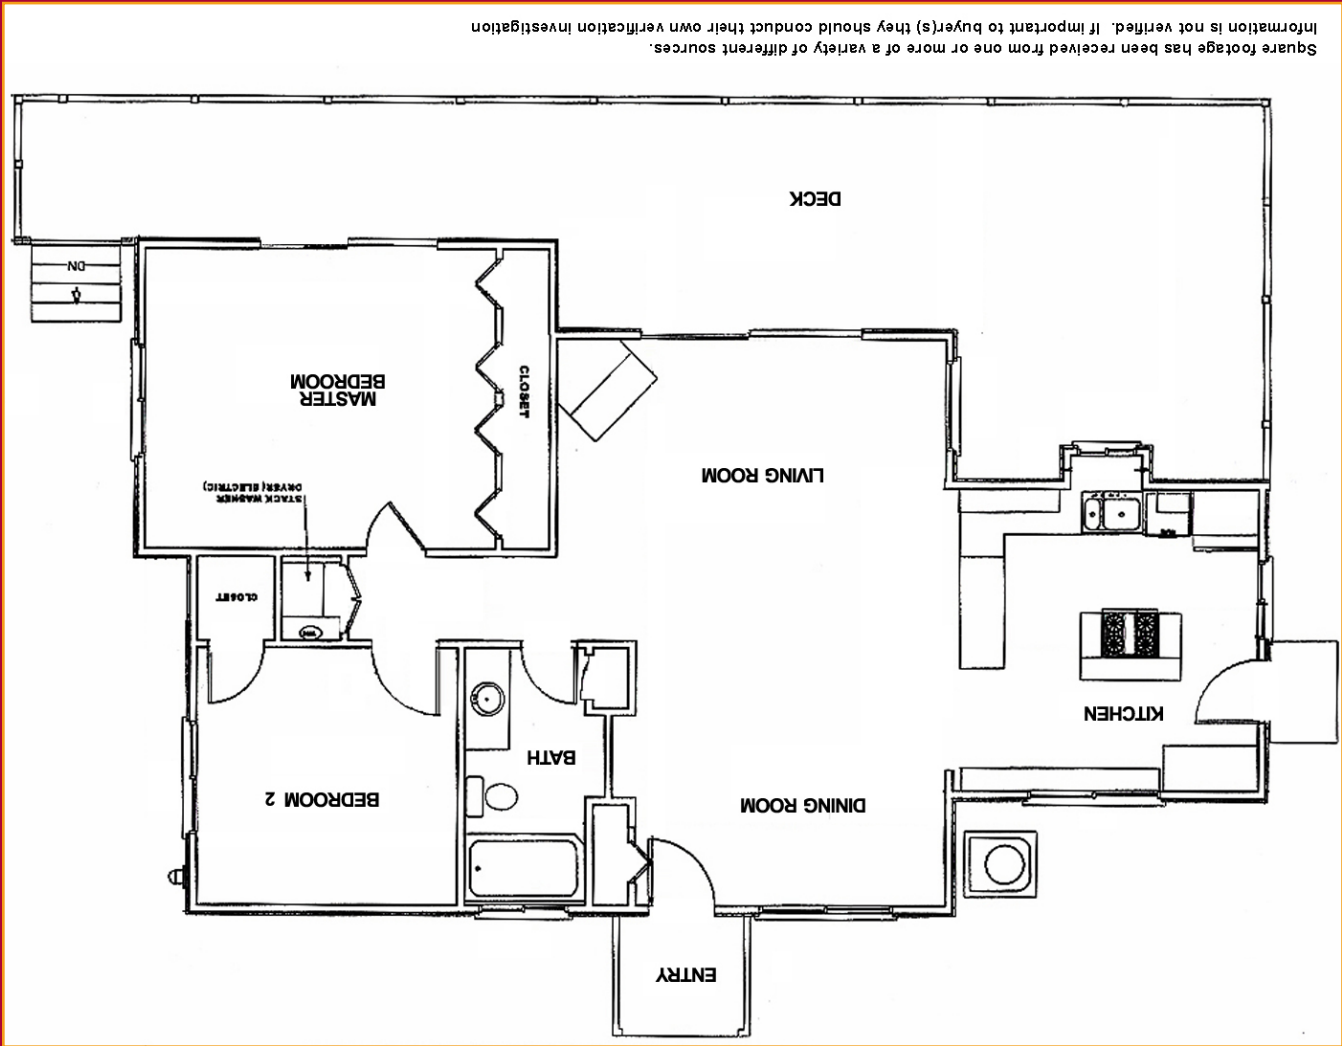 ENTRY
DINING ROOM
BEDROOM 2
BATH
KITCHEN
CLOSET
STACK WASHER
DRYER(ELECTRIC)
LIVING ROOM
CLOSET
MASTER
BEDROOM
DN
DECK
Square footage has been received from one or more of a variety of different sources.
Information is not verified. If important to buyer(s) they should conduct their own verification investigation